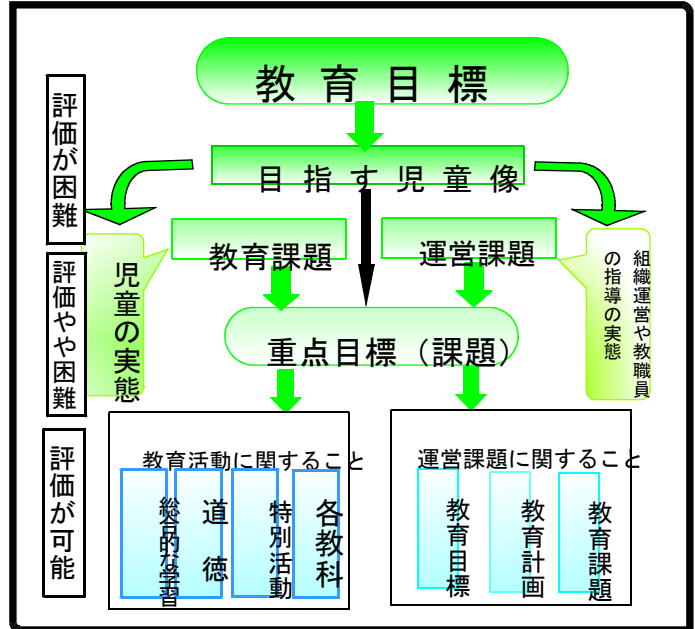 教育目標
評価が困難
目指す児童像
教育課題
運営課題
児童の実態
組織運営や教職員
の指導の実態
評価やや困難
重点目標（課題）
評価が可能
教育活動に関すること
総合的な学習
道徳
特別活動
各教科
運営課題に関すること
教育目標
教育計画
教育課題